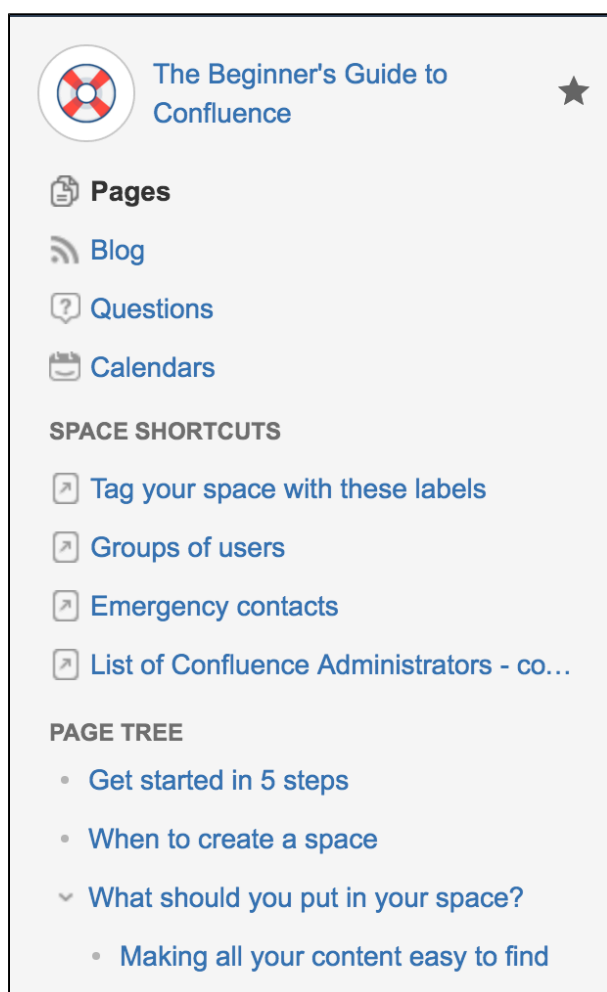 The Beginner's Guide to
Confluence
Pages
Blog
Questions
Calendars
SPACE SHORTCUTS
Tag your space with these labels
Groups of users
Emergency contacts
List of Confluence Administrators - co…
PAGE TREE
Get started in 5 steps
When to create a space
What should you put in your space?
Making all your content easy to find